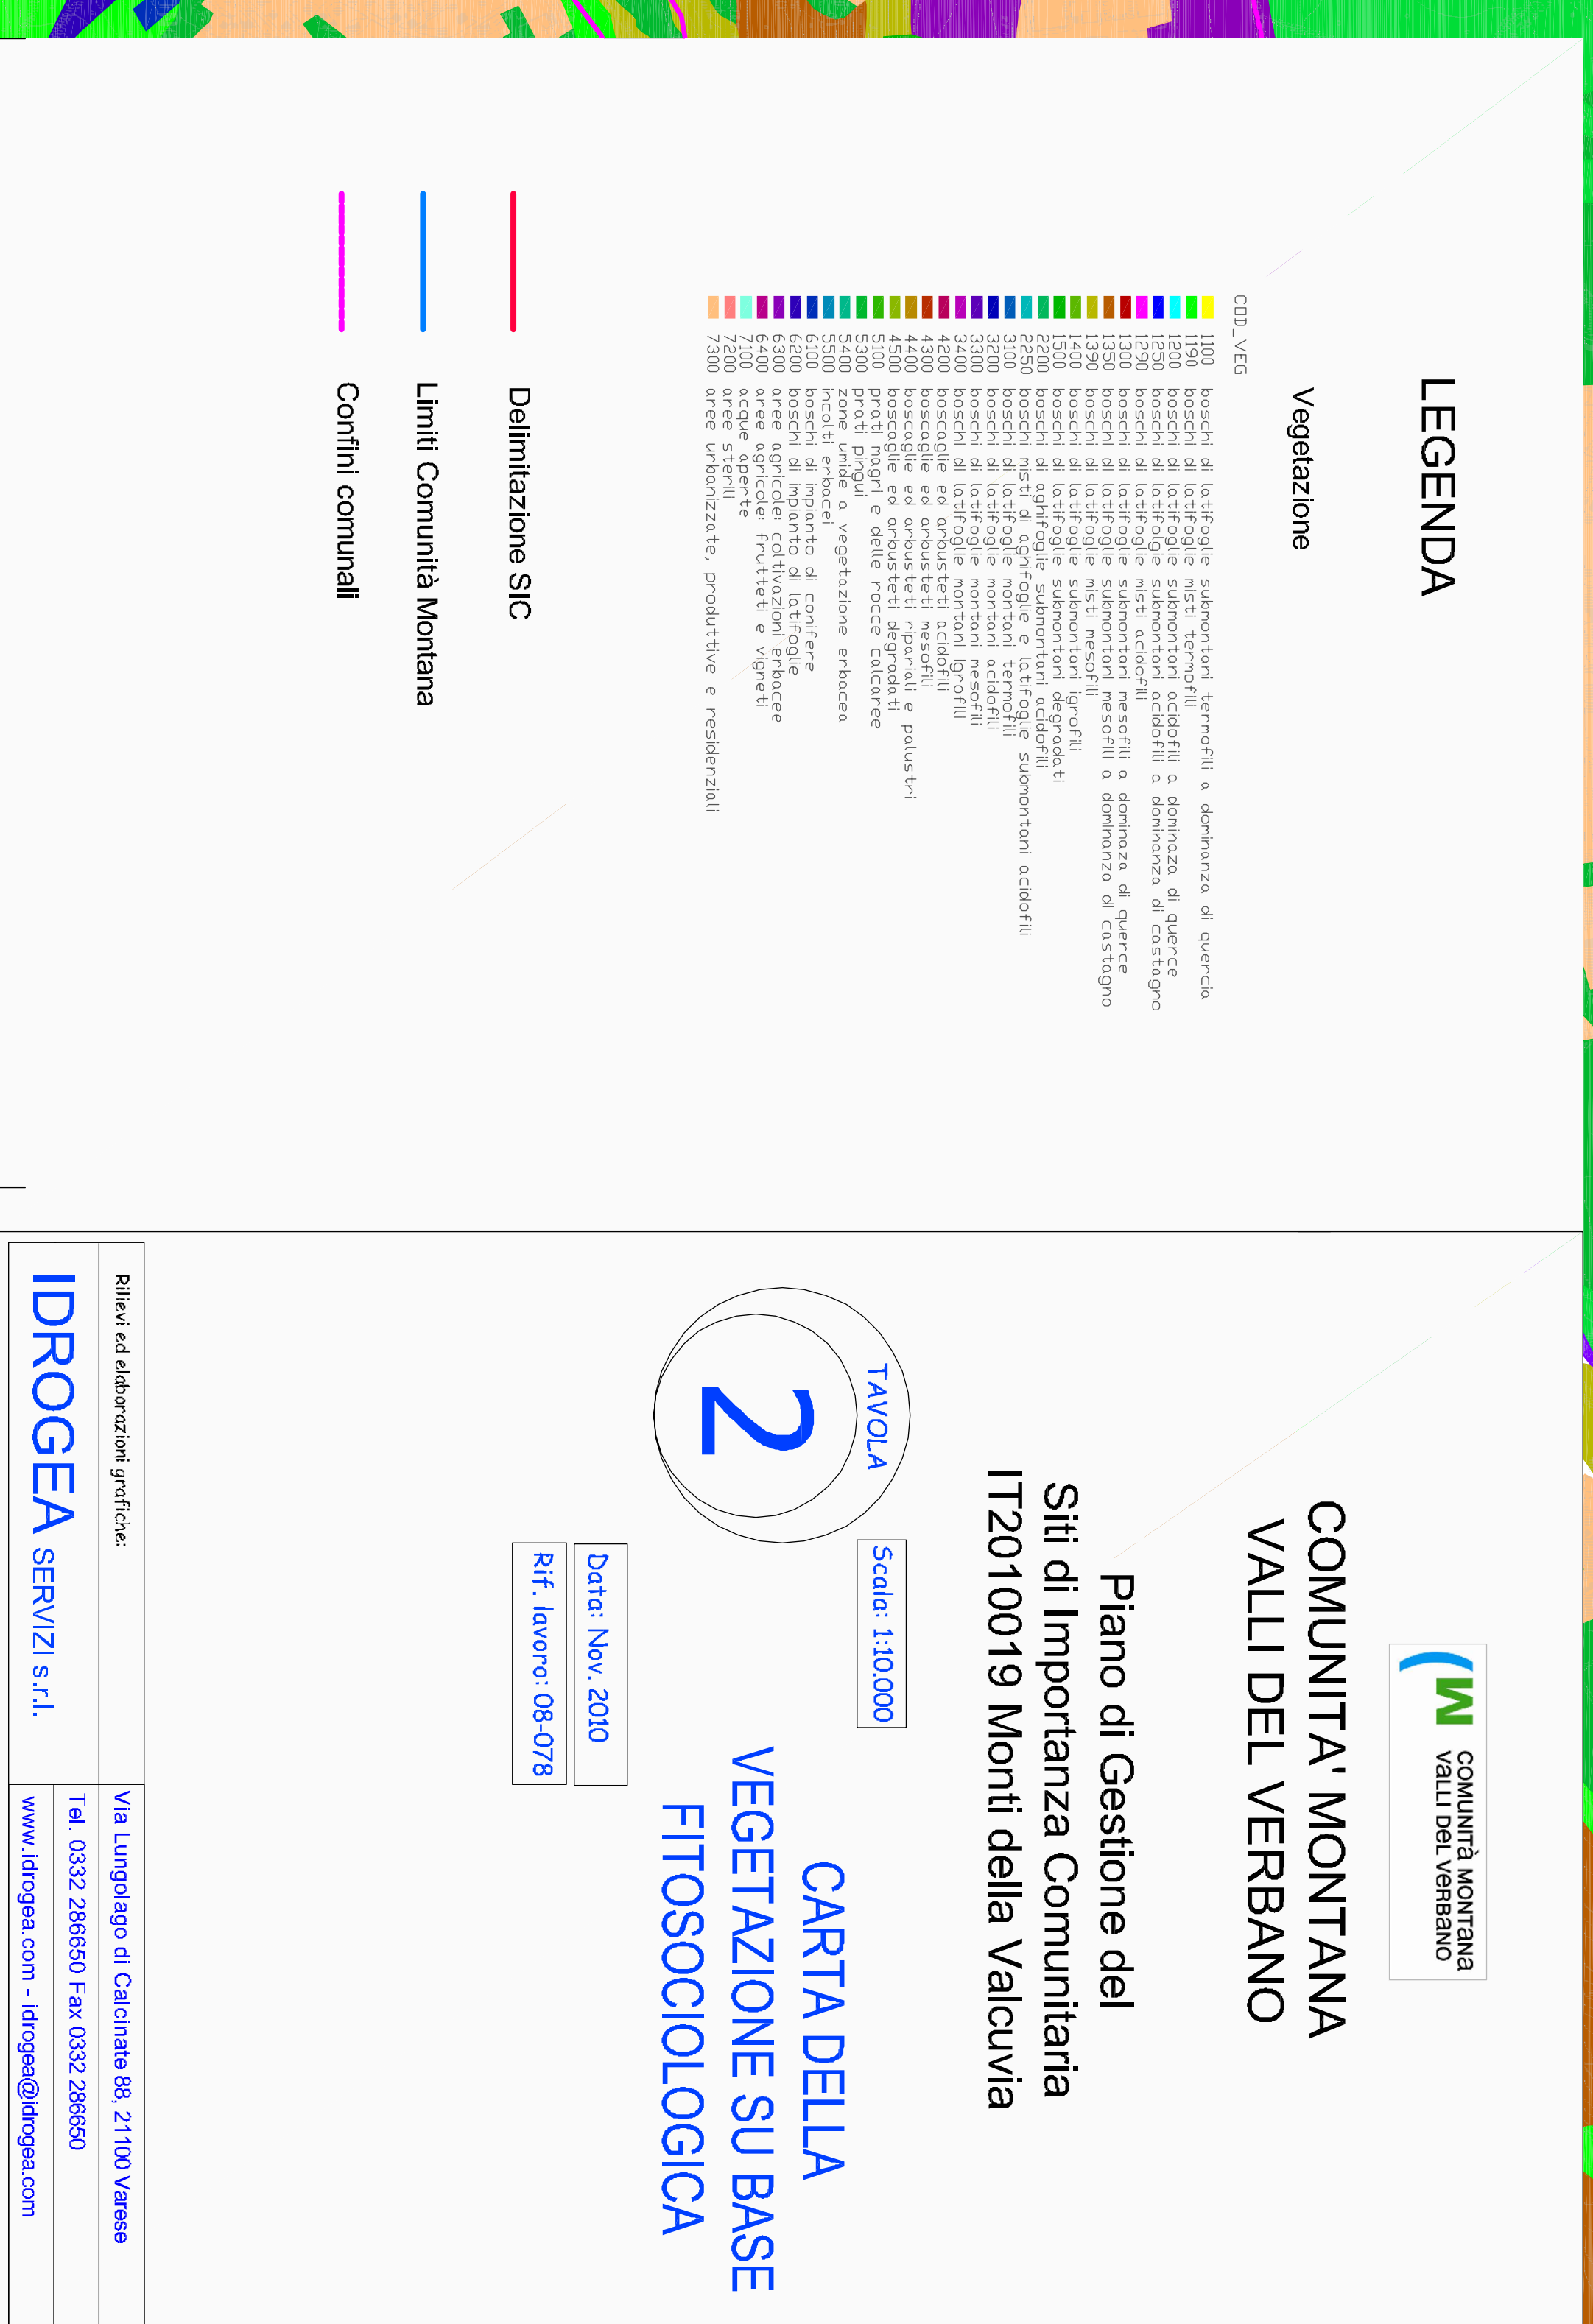 LEGENDA
Vegetazione
COD_VEG
1100 boschi di latifoglie submontani termofili a dominanza di quercia
1190 boschi di latifoglie misti termofili
1200 boschi di latifoglie submontani acidofili a dominaza di querce
1250 boschi di latifolgie submontani acidofili a dominanza di castagno
1290 boschi di latifoglie misti acidofili
1300 boschi di latifoglie submontani mesofili a dominaza di querce
1350 boschi di latifoglie submontani mesofili a dominanza di castagno
1390 boschi di latifoglie misti mesofili
1400 boschi di latifoglie submontani igrofili
1500 boschi di latifoglie submontani degradati
2200 boschi di aghifoglie submontani acidofili
2250 boschi misti di aghifoglie e latifoglie submontani acidofili
3100 boschi di latifoglie montani termofili
3200 boschi di latifoglie montani acidofili
3300 boschi di latifoglie montani mesofili
3400 boschi di latifoglie montani igrofili
4200 boscaglie ed arbusteti acidofili
4300 boscaglie ed arbusteti mesofili
4400 boscaglie ed arbusteti ripariali e palustri
4500 boscaglie ed arbusteti degradati
5100 prati magri e delle rocce calcaree
5300 prati pingui
5400 zone umide a vegetazione erbacea
5500 incolti erbacei
6100 boschi di impianto di conifere
6200 boschi di impianto di latifoglie
6300 aree agricole: coltivazioni erbacee
6400 aree agricole: frutteti e vigneti
7100 acque aperte
7200 aree sterili
7300 aree urbanizzate, produttive e residenziali
Delimitazione SIC
Limiti Comunità Montana
Confini comunali
COMUNITà MONTaNa
VaLLI DeL VeRBaNO
COMUNITA' MONTANA
VALLI DEL VERBANO
Piano di Gestione del
Siti di Importanza Comunitaria
IT2010019 Monti della Valcuvia
TAVOLA
2
Scala: 1:10.000
CARTA DELLA
VEGETAZIONE SU BASE
FITOSOCIOLOGICA
Data: Nov. 2010
Rif. lavoro: 08-078
Rilievi ed elaborazioni grafiche:
IDROGEA SERVIZI s.r.l.
Via Lungolago di Calcinate 88, 21100 Varese
Tel. 0332 286650 Fax 0332 286650
www.idrogea.com - idrogea@idrogea.com